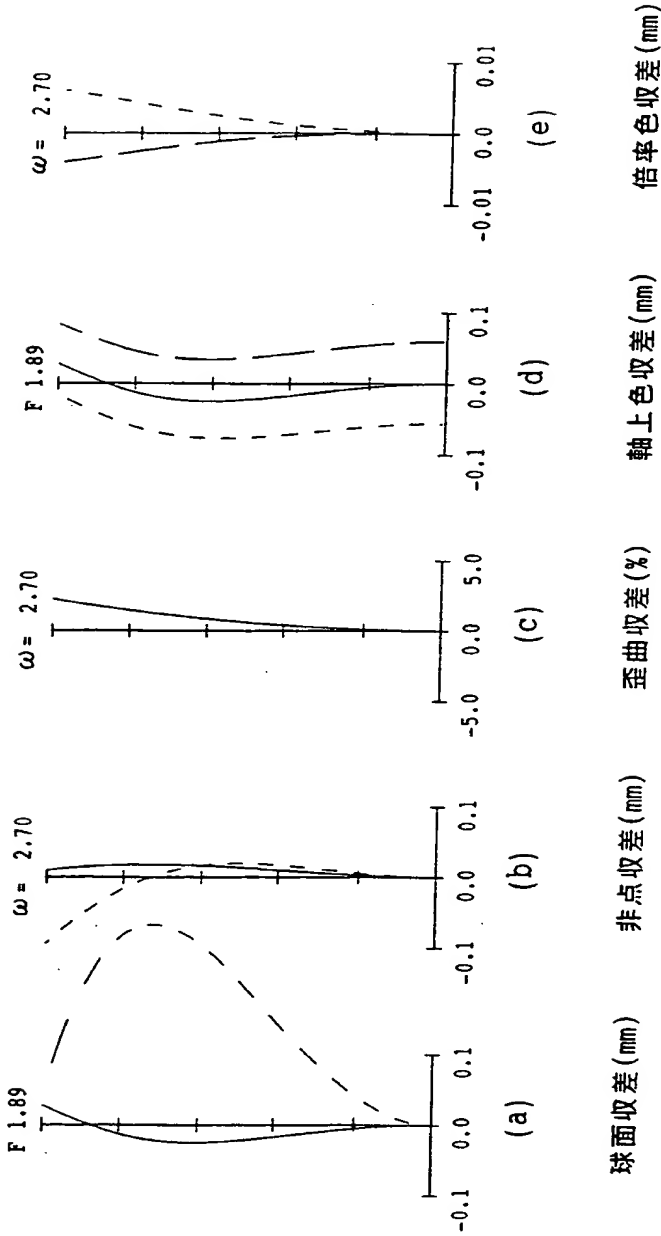 F 1.89
-0.1 0.0 0.1
(a)
球面収差(mm)
ω= 2.70
-0.1 0.0 0.1
(b)
非点収差(mm)
ω= 2.70
-5.0 0.0 5.0
(c)
歪曲収差(%)
F 1.89
-0.1 0.0 0.1
(d)
軸上色収差(mm)
ω= 2.70
-0.01 0.0 0.01
(e)
倍率色収差(mm)